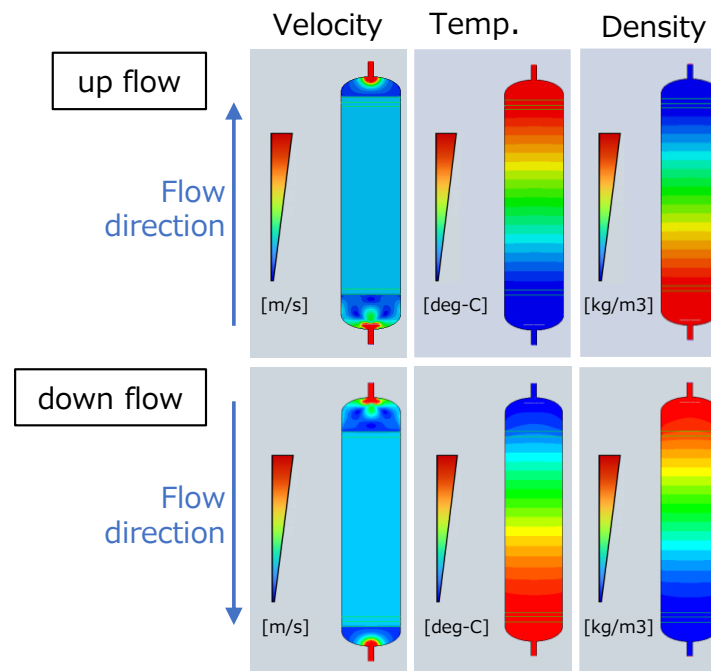 Velocity Temp. Density
up flow
Flow
direction
[m/s] [deg-C] [kg/m3]
down flow
Flow
direction
[m/s] [deg-C] [kg/m3]